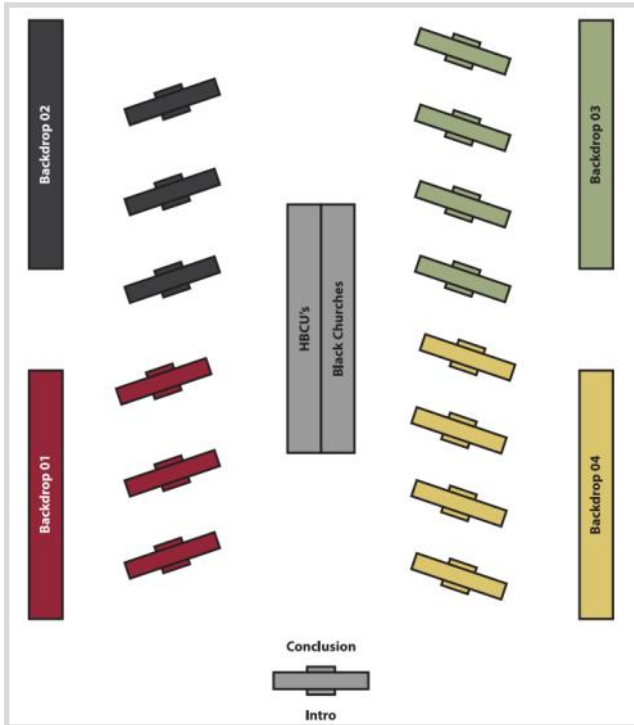 Backdrop 02
Backdrop 03
HBCU's
Black Churches
Backdrop 01
Backdrop 04
Conclusion
Intro